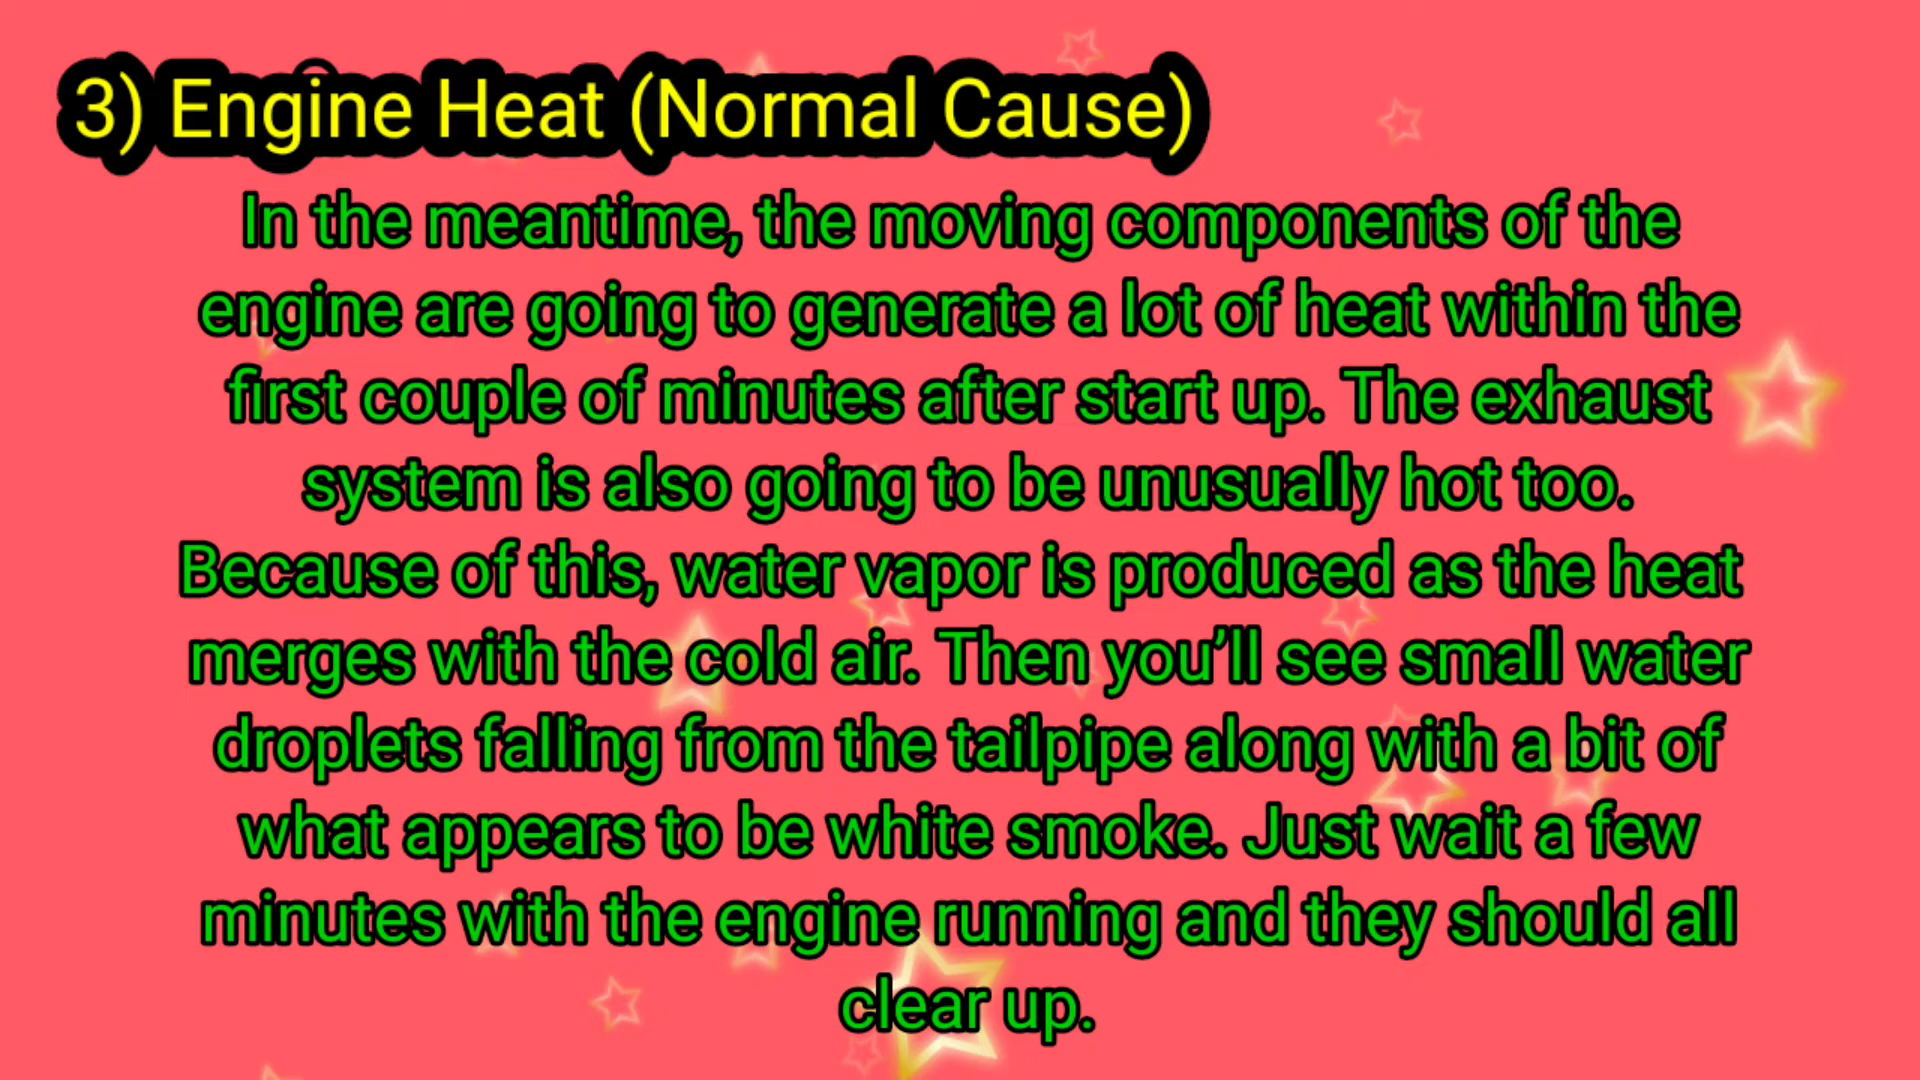 3) Engine Heat (Normal Cause)
In the meantime, the moving components of the
engine are going to generate a lot of heat within the
first couple of minutes after start up. The exhaust
system is also going to be unusually hot too.
Because of this, water vapor is produced as the heat
merges with the cold air. Then you’ll see small water
droplets falling from the tailpipe along with a bit of
what appears to be white smoke. Just wait a few
minutes with the engine running and they should all
clear up.